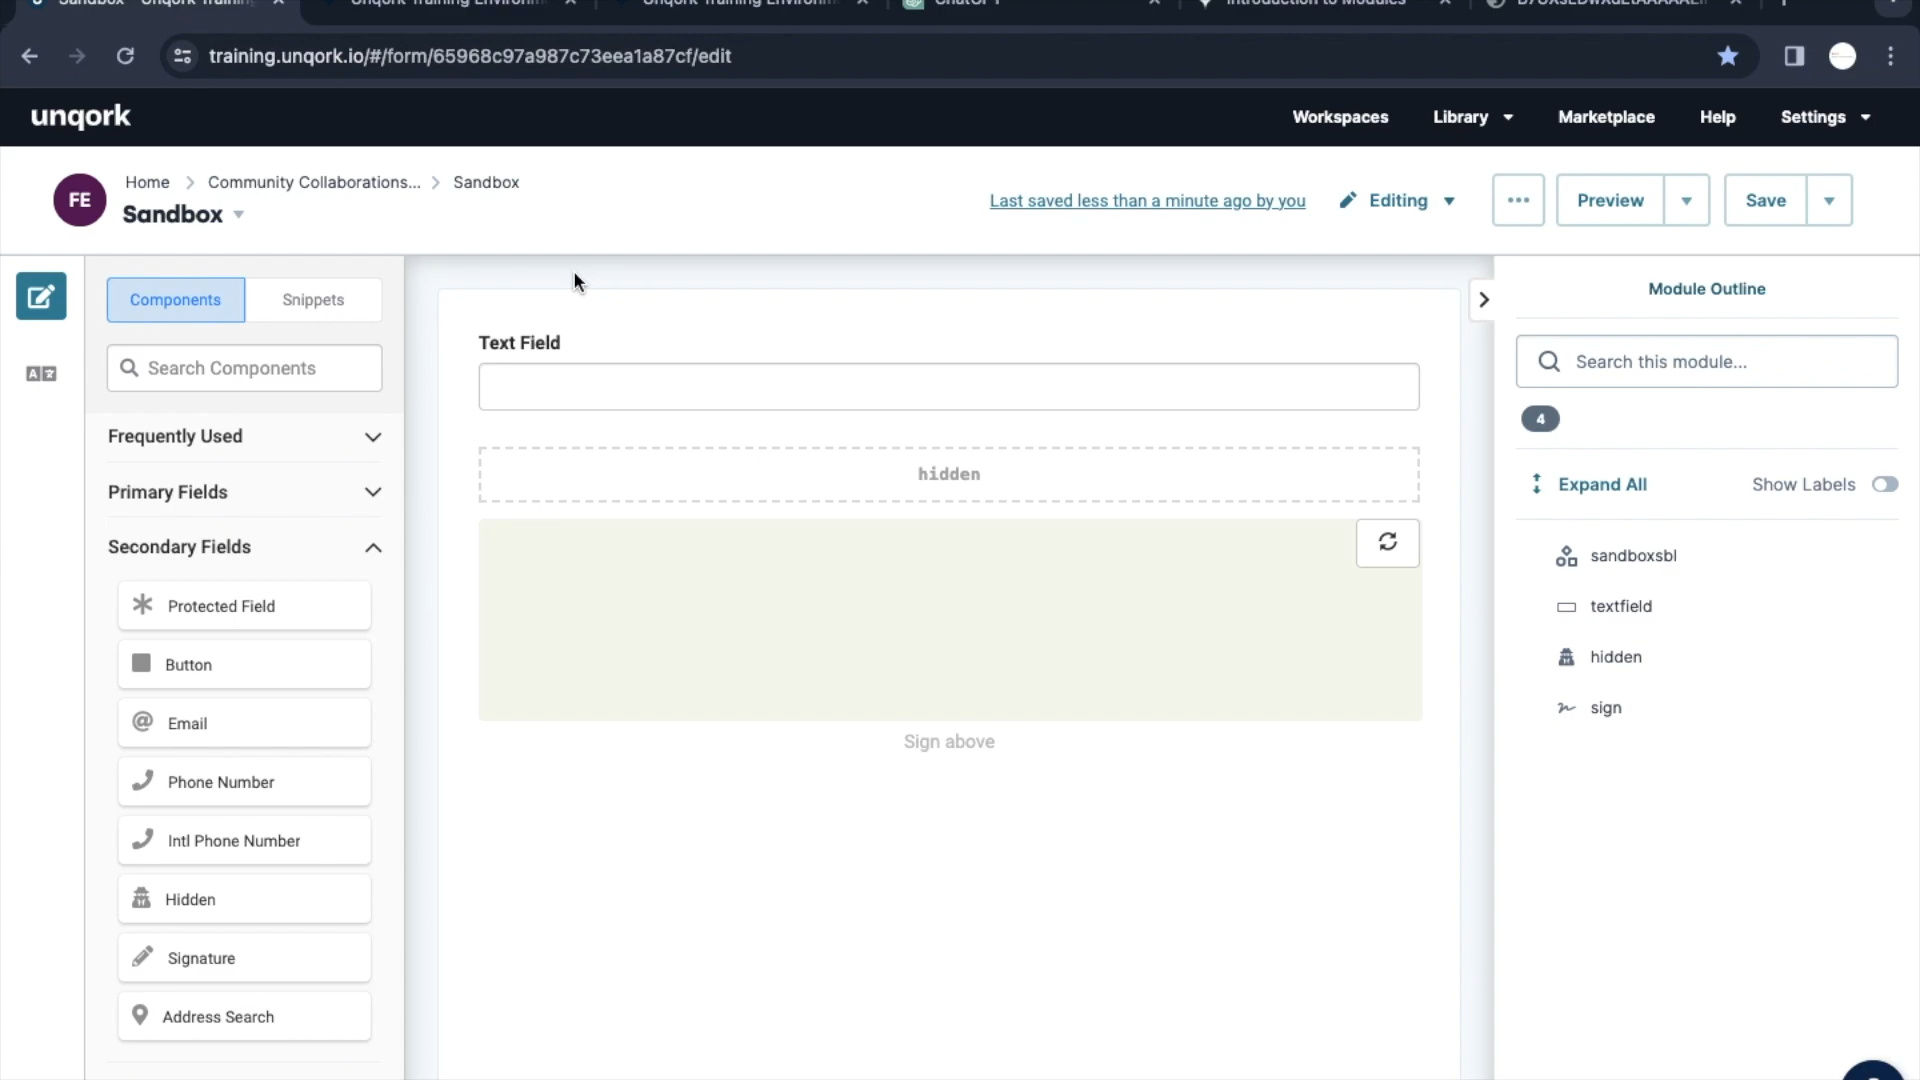 training.unqork.io/#/form/65968c97a987c73eea1a87cf/edit
unqork
Workspaces
Library
Marketplace
Help
Settings
FE
Home > Community Collaborations... > Sandbox
Sandbox
Last saved less than a minute ago by you
Editing
Preview
Save
Components
Snippets
Search Components
Frequently Used
Primary Fields
Secondary Fields
Protected Field
Button
Email
Phone Number
Intl Phone Number
Hidden
Signature
Address Search
Text Field
hidden
Sign above
Module Outline
Search this module...
4
Expand All
Show Labels
sandboxsbl
textfield
hidden
sign